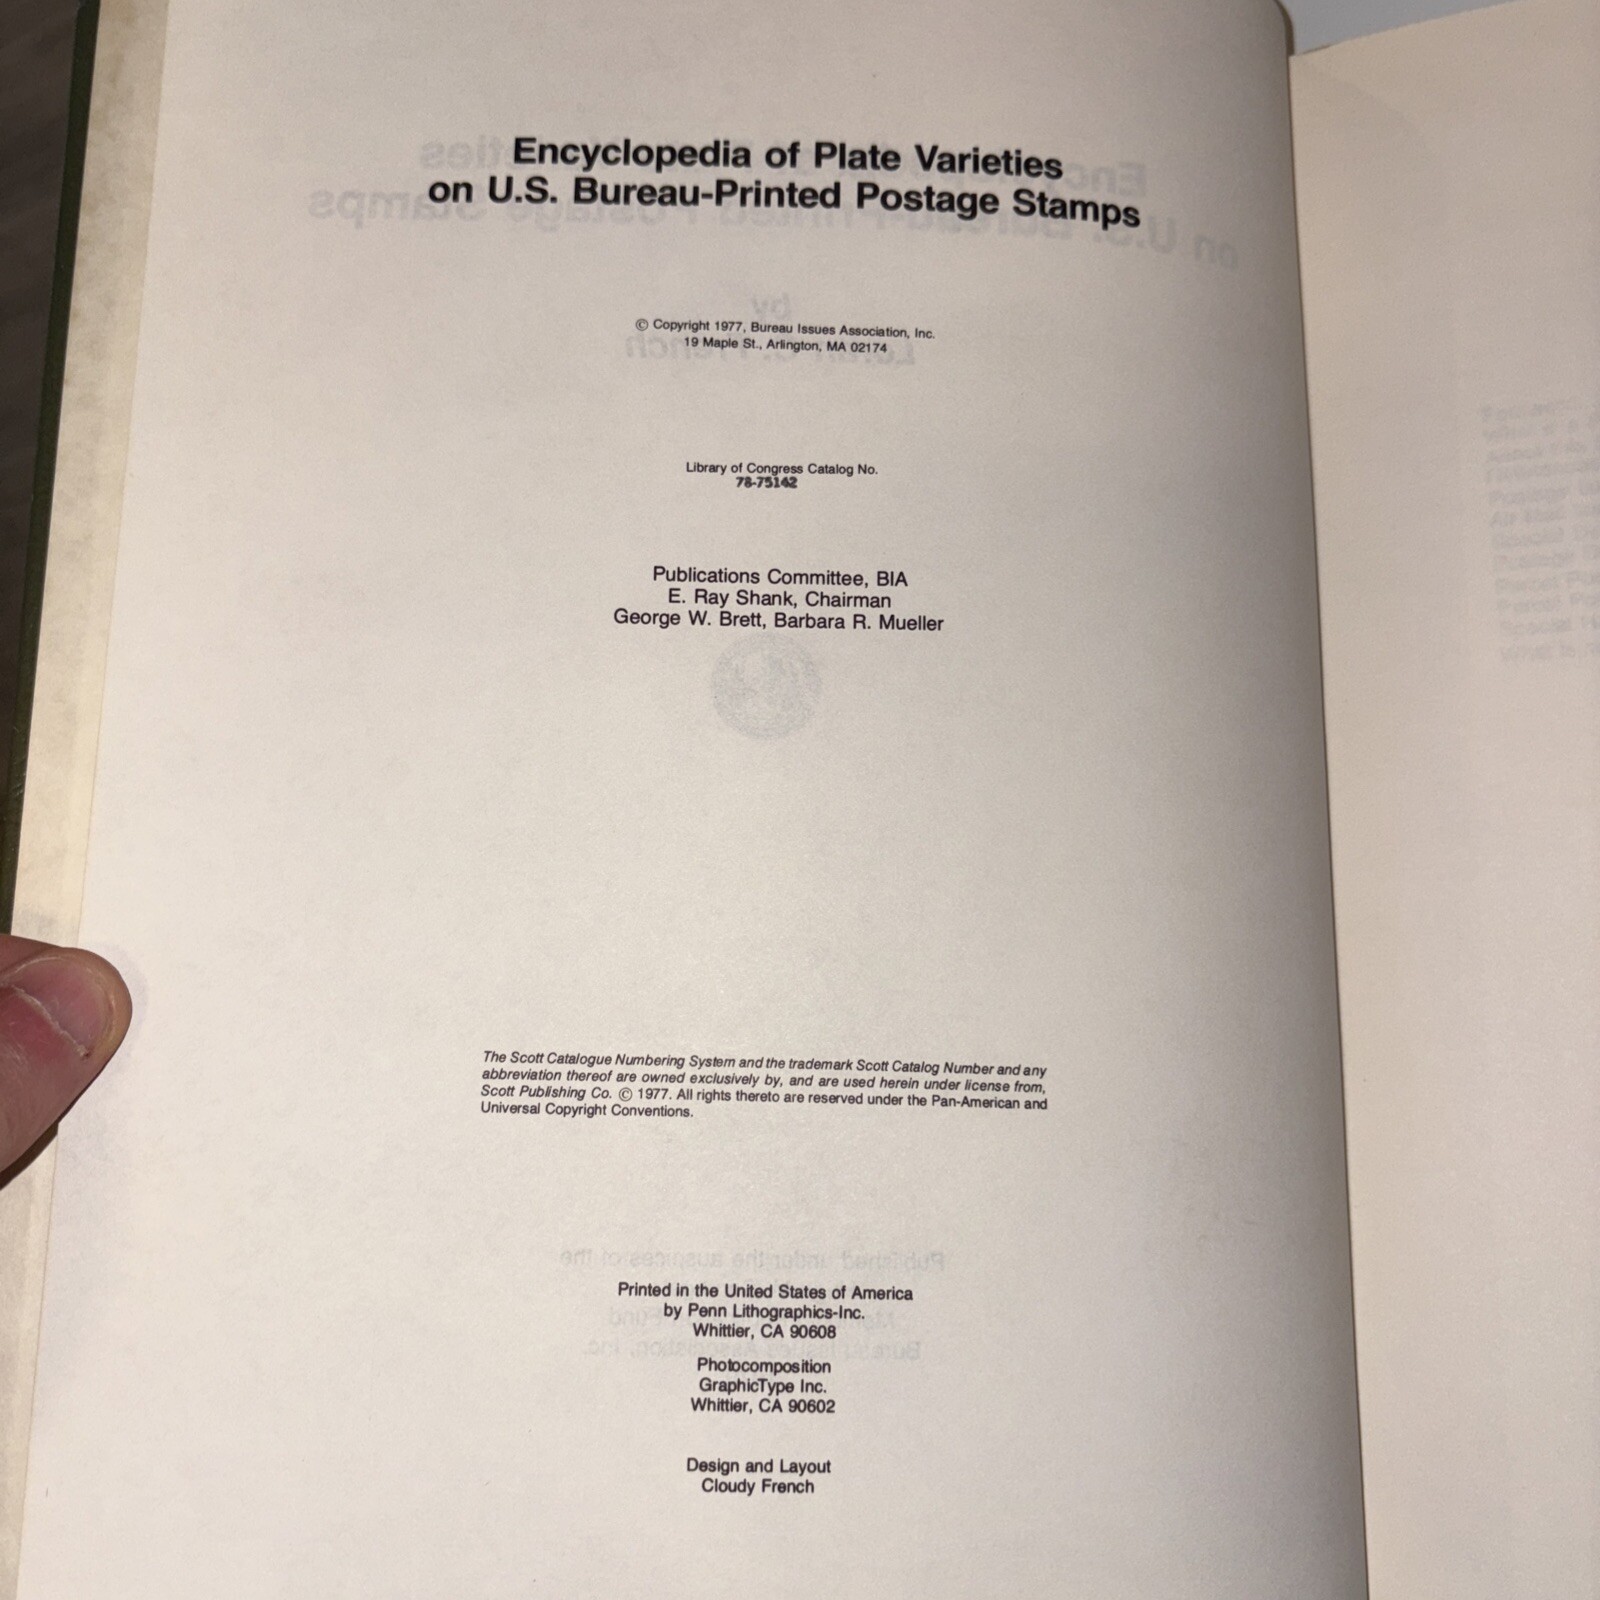 Encyclopedia of Plate Varieties
on U.S. Bureau-Printed Postage Stamps
© Copyright 1977, Bureau Issues Association, Inc.
19 Maple St., Arlington, MA 02174
Library of Congress Catalog No.
78-75142
Publications Committee, BIA
E. Ray Shank, Chairman
George W. Brett, Barbara R. Mueller
The Scott Catalogue Numbering System and the trademark Scott Catalog Number and any
abbreviation thereof are owned exclusively by, and are used herein under license from,
Scott Publishing Co. © 1977. All rights thereto are reserved under the Pan-American and
Universal Copyright Conventions.
Printed in the United States of America
by Penn Lithographics-Inc.
Whittier, CA 90608
Photocomposition
GraphicType Inc.
Whittier, CA 90602
Design and Layout
Cloudy French